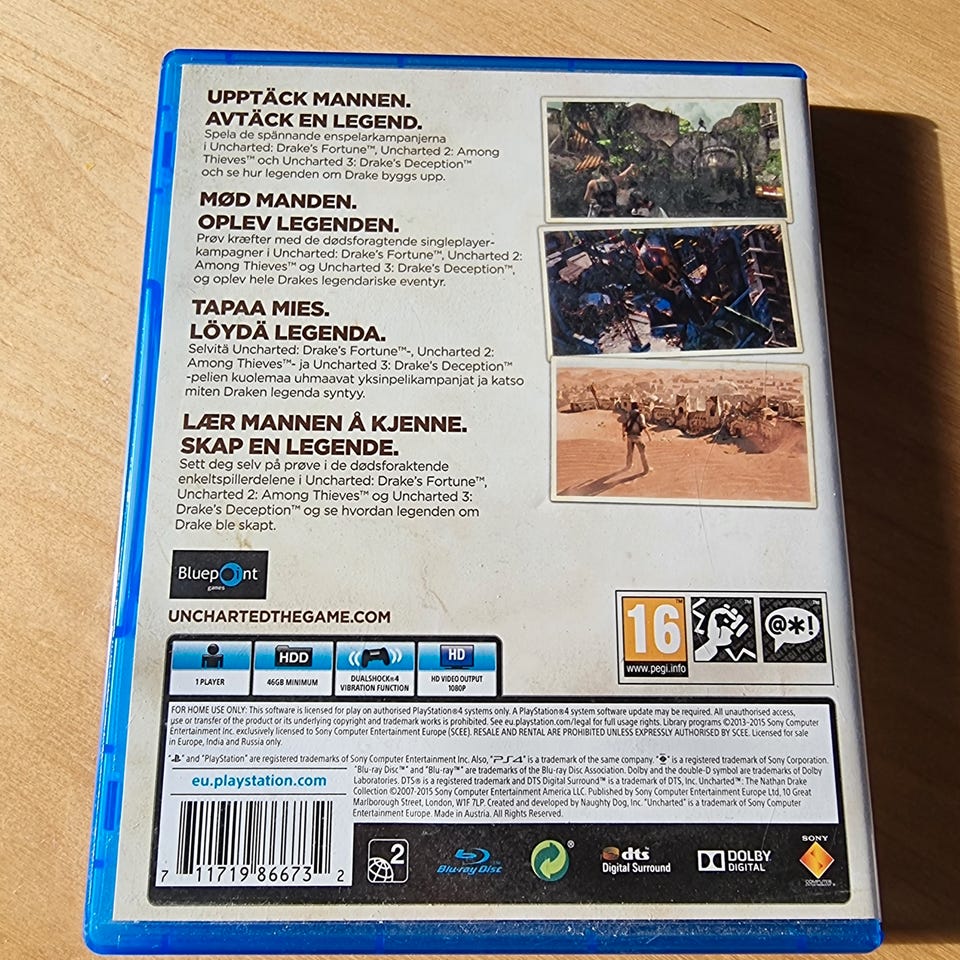 UPPTÄCK MANNEN.
AVTÄCK EN LEGEND.
Spela de spännande enspelarkampanjerna
i Uncharted: Drake's Fortune™, Uncharted 2: Among
Thieves™ och Uncharted 3: Drake's Deception™
och se hur legenden om Drake byggs upp.
MØD MANDEN.
OPLEV LEGENDEN.
Prøv kræfter med de dødsforagtende singleplayer-
kampagner i Uncharted: Drake's Fortune™, Uncharted 2:
Among Thieves™ og Uncharted 3: Drake's Deception™,
og oplev hele Drakes legendariske eventyr.
TAPAA MIES.
LÖYDÄ LEGENDA.
Selvitä Uncharted: Drake's Fortune™-, Uncharted 2:
Among Thieves™- ja Uncharted 3: Drake's Deception™
-pelien kuolemaa uhmaavat yksinpelikampanjat ja katso
miten Draken legenda syntyy.
LÆR MANNEN Å KJENNE.
SKAP EN LEGENDE.
Sett deg selv på prøve i de dødsforaktende
enkeltspillerdelene i Uncharted: Drake's Fortune™,
Uncharted 2: Among Thieves™ og Uncharted 3:
Drake's Deception™ og se hvordan legenden om
Drake ble skapt.
Bluepoint
games
UNCHARTEDTHEGAME.COM
16
www.pegi.info
@*!
™
™
™
HDD
HD
1 PLAYER
46GB MINIMUM
DUALSHOCK®4
VIBRATION FUNCTION
HD VIDEO OUTPUT
1080P
FOR HOME USE ONLY: This software is licensed for play on authorised PlayStation®4 systems only. A PlayStation®4 system software update may be required. All unauthorised access,
use or transfer of the product or its underlying copyright and trademark works is prohibited. See eu.playstation.com/legal for full usage rights. Library programs ©2013-2015 Sony Computer
Entertainment Inc. exclusively licensed to Sony Computer Entertainment Europe (SCEE). RESALE AND RENTAL ARE PROHIBITED UNLESS EXPRESSLY AUTHORISED BY SCEE. Licensed for sale
in Europe, India and Russia only.
" " and "PlayStation" are registered trademarks of Sony Computer Entertainment Inc. Also, "PS4" is a trademark of the same company. " " is a registered trademark of Sony Corporation.
"Blu-ray Disc™" and "Blu-ray™" are trademarks of the Blu-ray Disc Association. Dolby and the double-D symbol are trademarks of Dolby
Laboratories. DTS® is a registered trademark and DTS Digital Surround™ is a trademark of DTS, Inc. Uncharted™: The Nathan Drake
Collection ©2007-2015 Sony Computer Entertainment America LLC. Published by Sony Computer Entertainment Europe Ltd, 10 Great
Marlborough Street, London, W1F 7LP. Created and developed by Naughty Dog, Inc. "Uncharted" is a trademark of Sony Computer
Entertainment Europe. Made in Austria. All Rights Reserved.
eu.playstation.com
7 11719 86673 2
2
Blu-ray Disc™
®
dts
Digital Surround
DOLBY
DIGITAL
SONY
COMPUTER
ENTERTAINMENT